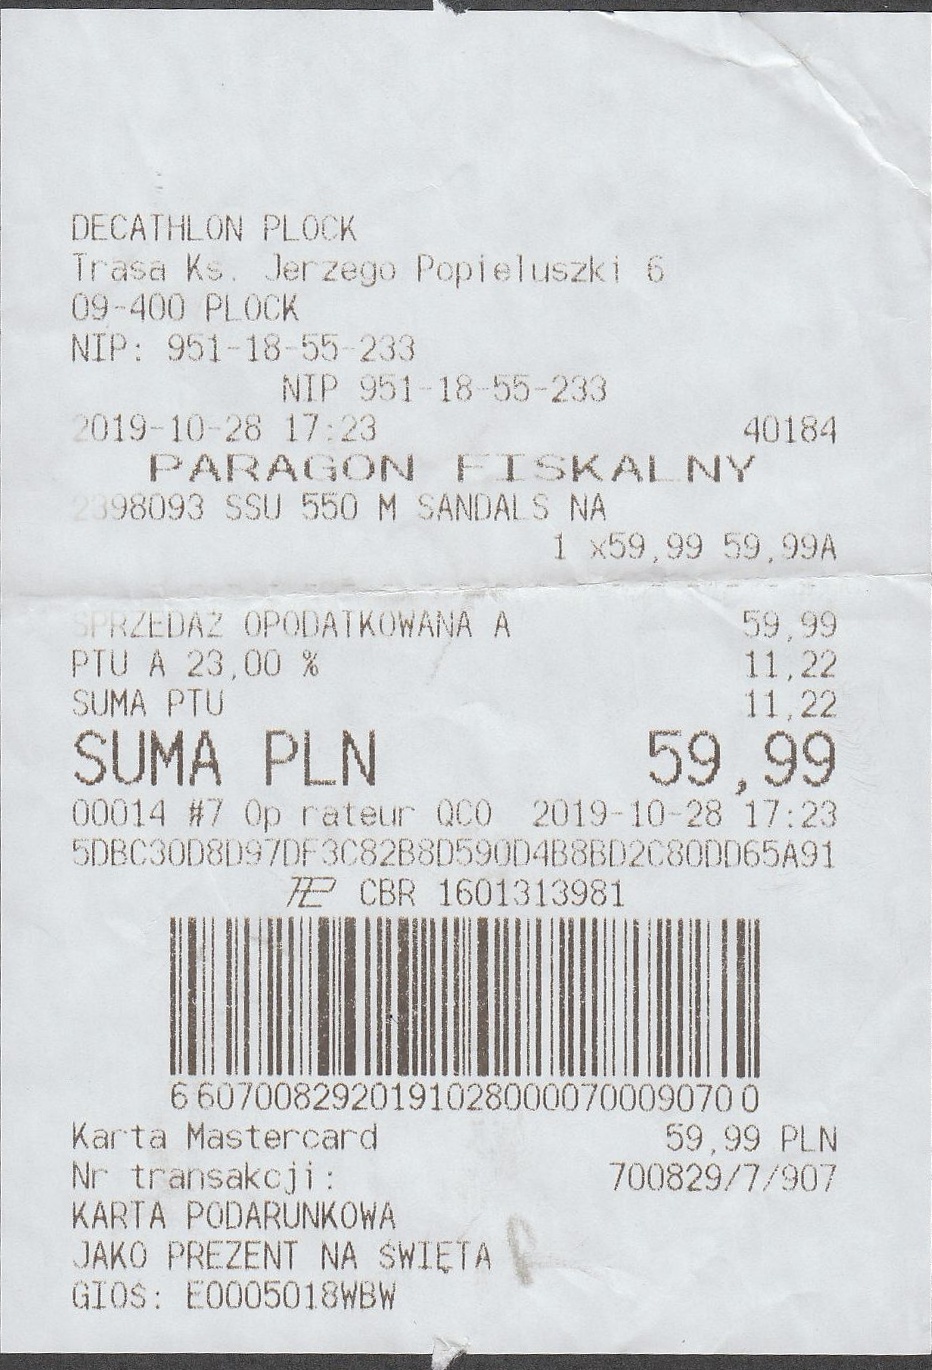 DECATHLON PLOCK
Trasa Ks. Jerzego Popieluszki 6
09-400 PLOCK
NIP: 951-18-55-233
NIP 951-18-55-233
2019-10-28 17:23 40184
PARAGON FISKALNY
2398093 SSU 550 M SANDALS NA
1 x59,99 59,99A
SPRZEDAŻ OPODATKOWANA A 59,99
PTU A 23,00 % 11,22
SUMA PTU 11,22
SUMA PLN 59,99
00014 #7 Op rateur QCO 2019-10-28 17:23
5DBC30D8D97DF3C82B8D590D4B8BD2C80DD65A91
CBR 1601313981
6 6070082920191028000070009070 0
Karta Mastercard 59,99 PLN
Nr transakcji: 700829/7/907
KARTA PODARUNKOWA
JAKO PREZENT NA ŚWIĘTA
GIOŚ: E0005018WBW